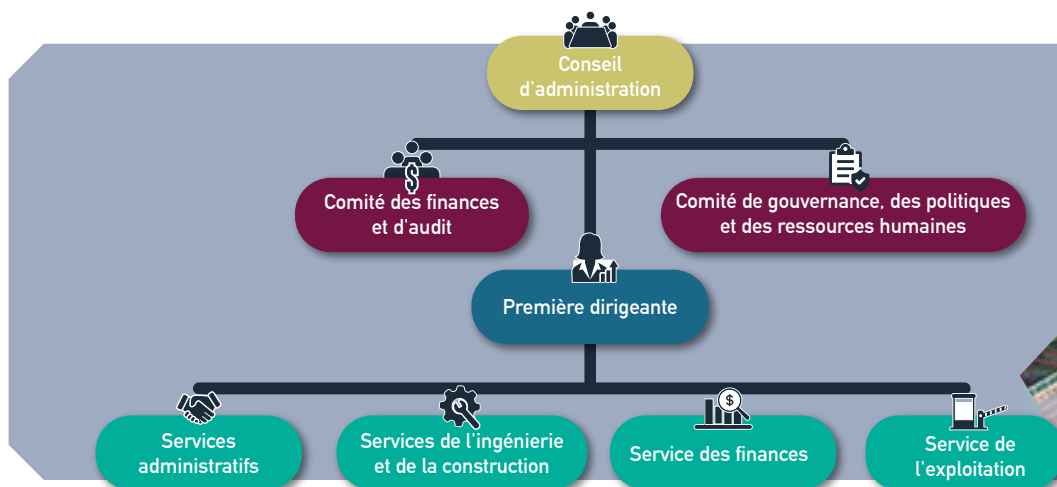 Conseil
d'administration
Comité des finances
et d'audit
Comité de gouvernance, des politiques
et des ressources humaines
Première dirigeante
Services
administratifs
Services de l'ingénierie
et de la construction
Service des finances
Service de
l'exploitation